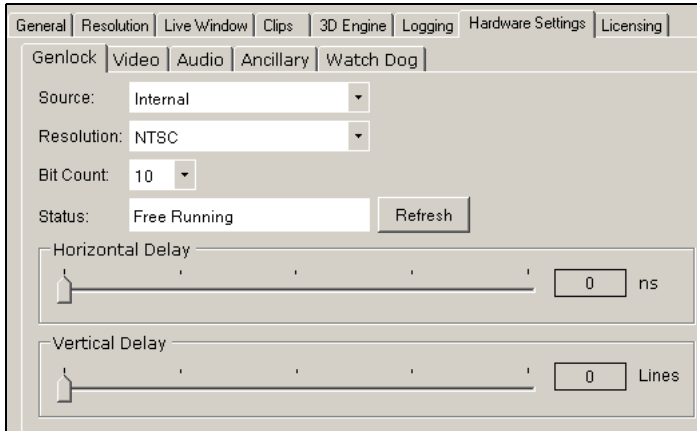 General Resolution Live Window Clips 3D Engine Logging Hardware Settings Licensing
Genlock Video Audio Ancillary Watch Dog
Source: Internal
Resolution: NTSC
Bit Count: 10
Status: Free Running Refresh
Horizontal Delay
0 ns
Vertical Delay
0 Lines